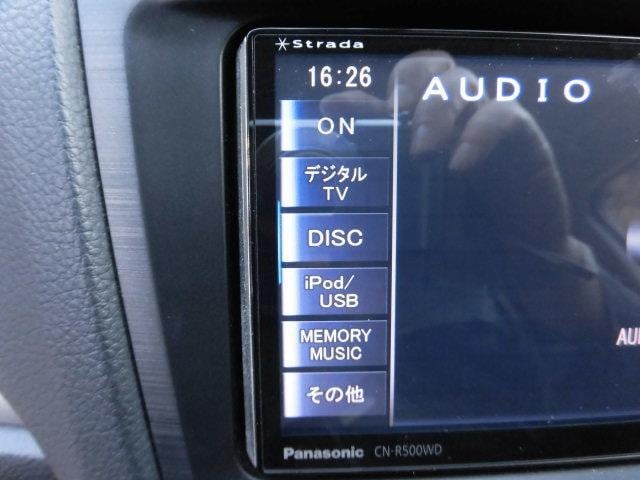 Strada
16:26
AUDIO
ON
デジタル
TV
DISC
iPod/
USB
MEMORY
MUSIC
その他
Panasonic CN-R500WD